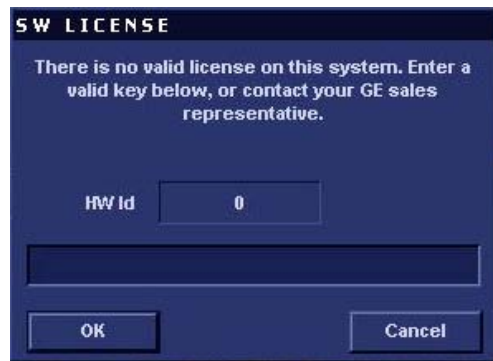 SW LICENSE
There is no valid license on this system. Enter a
valid key below, or contact your GE sales
representative.
HW Id 0
OK Cancel